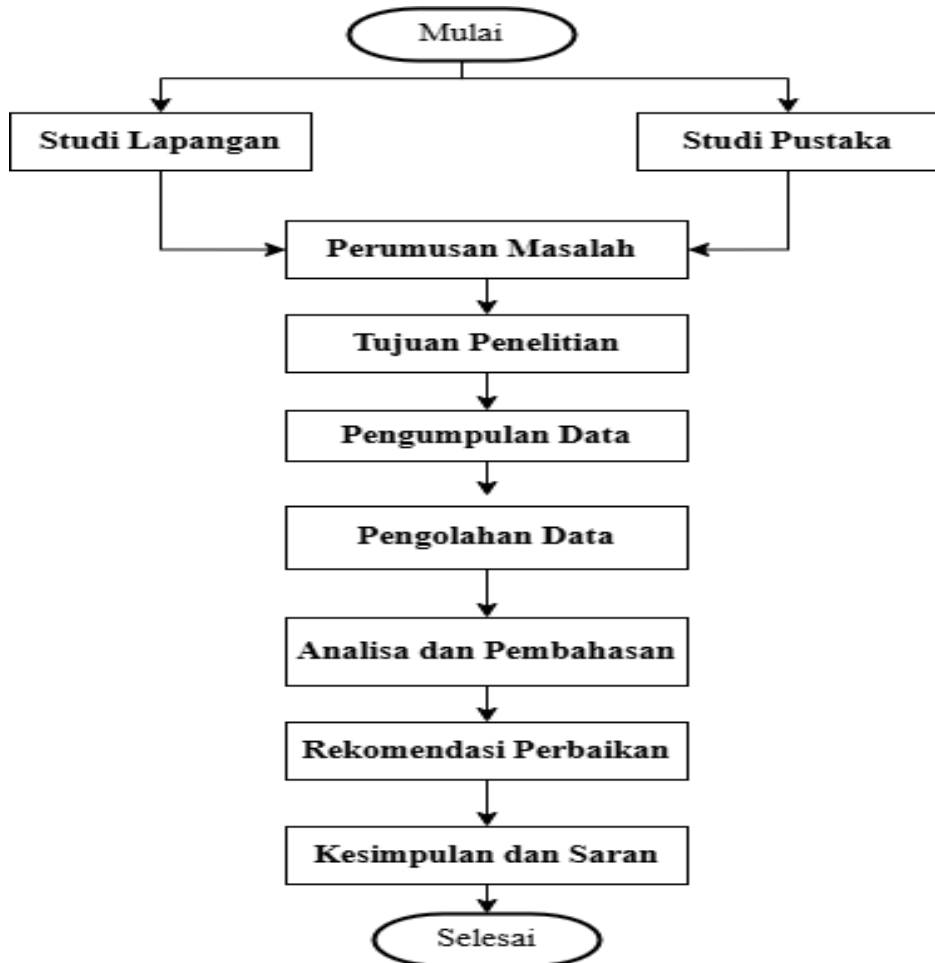 Mulai
Studi Lapangan
Studi Pustaka
Perumusan Masalah
Tujuan Penelitian
Pengumpulan Data
Pengolahan Data
Analisa dan Pembahasan
Rekomendasi Perbaikan
Kesimpulan dan Saran
Selesai